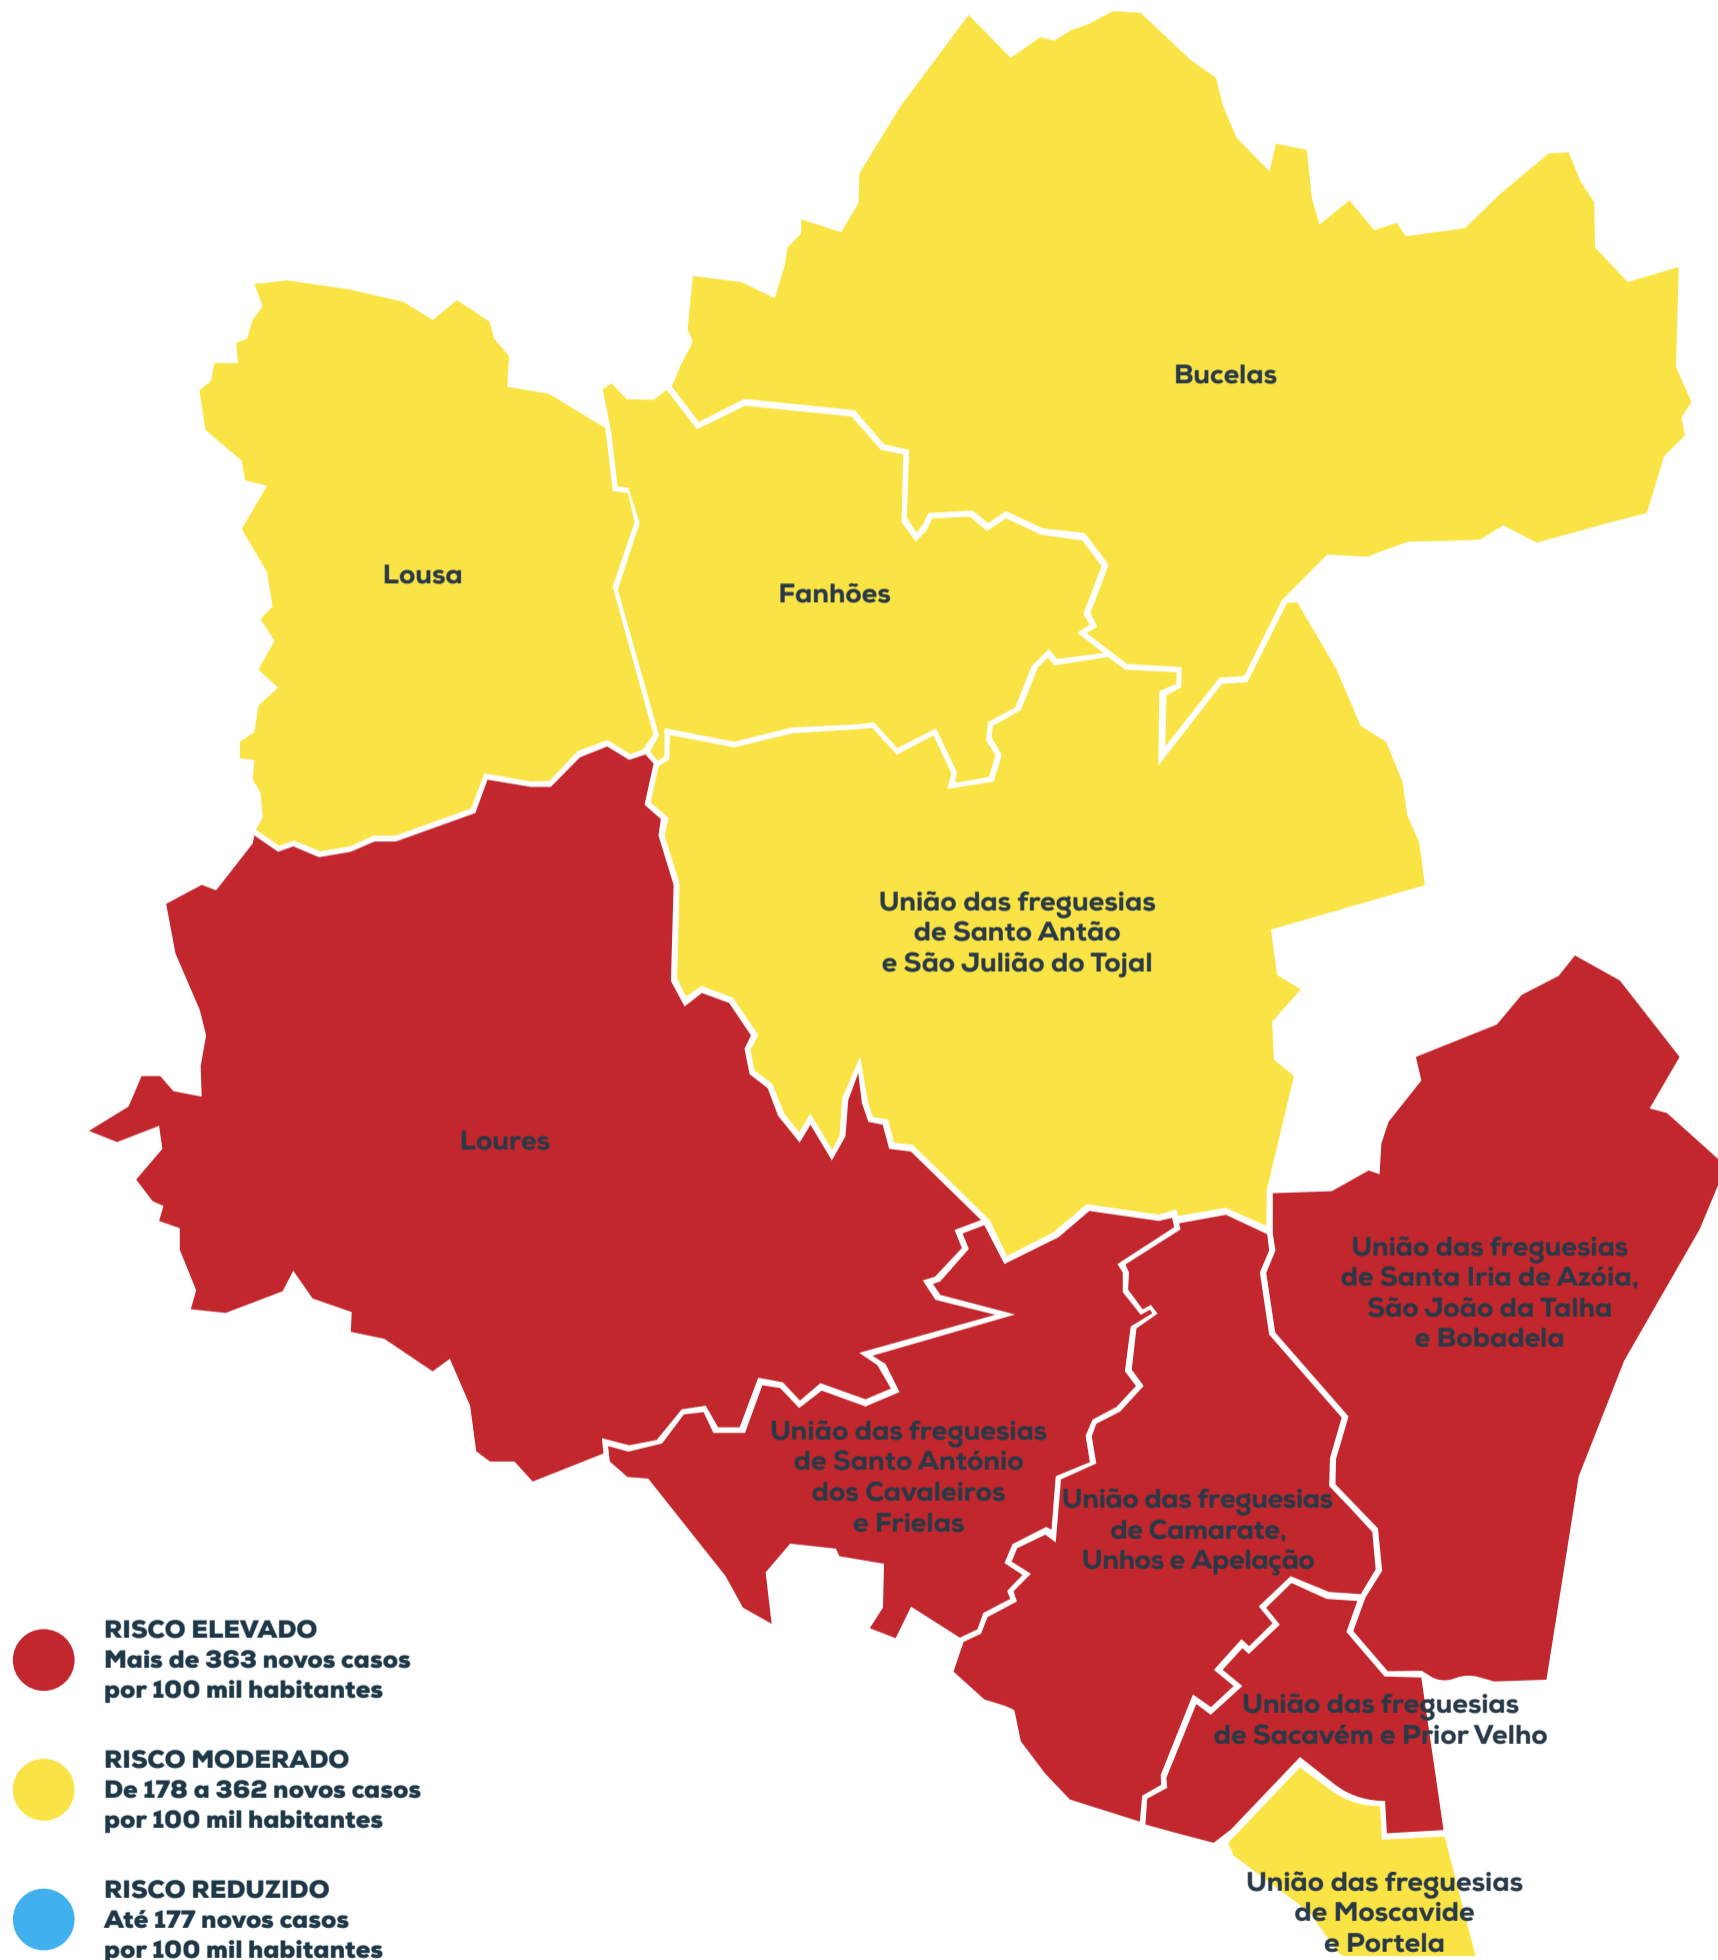 Bucelas
Lousa
Fanhões
União das freguesias
de Santo Antão
e São Julião do Tojal
Loures
União das freguesias
de Santa Iria de Azóia,
São João da Talha
e Bobadela
União das freguesias
de Santo António
dos Cavaleiros
e Frielas
União das freguesias
de Camarate,
Unhos e Apelação
União das freguesias
de Sacavém e Prior Velho
União das freguesias
de Moscavide
e Portela
RISCO ELEVADO
Mais de 363 novos casos
por 100 mil habitantes
RISCO MODERADO
De 178 a 362 novos casos
por 100 mil habitantes
RISCO REDUZIDO
Até 177 novos casos
por 100 mil habitantes